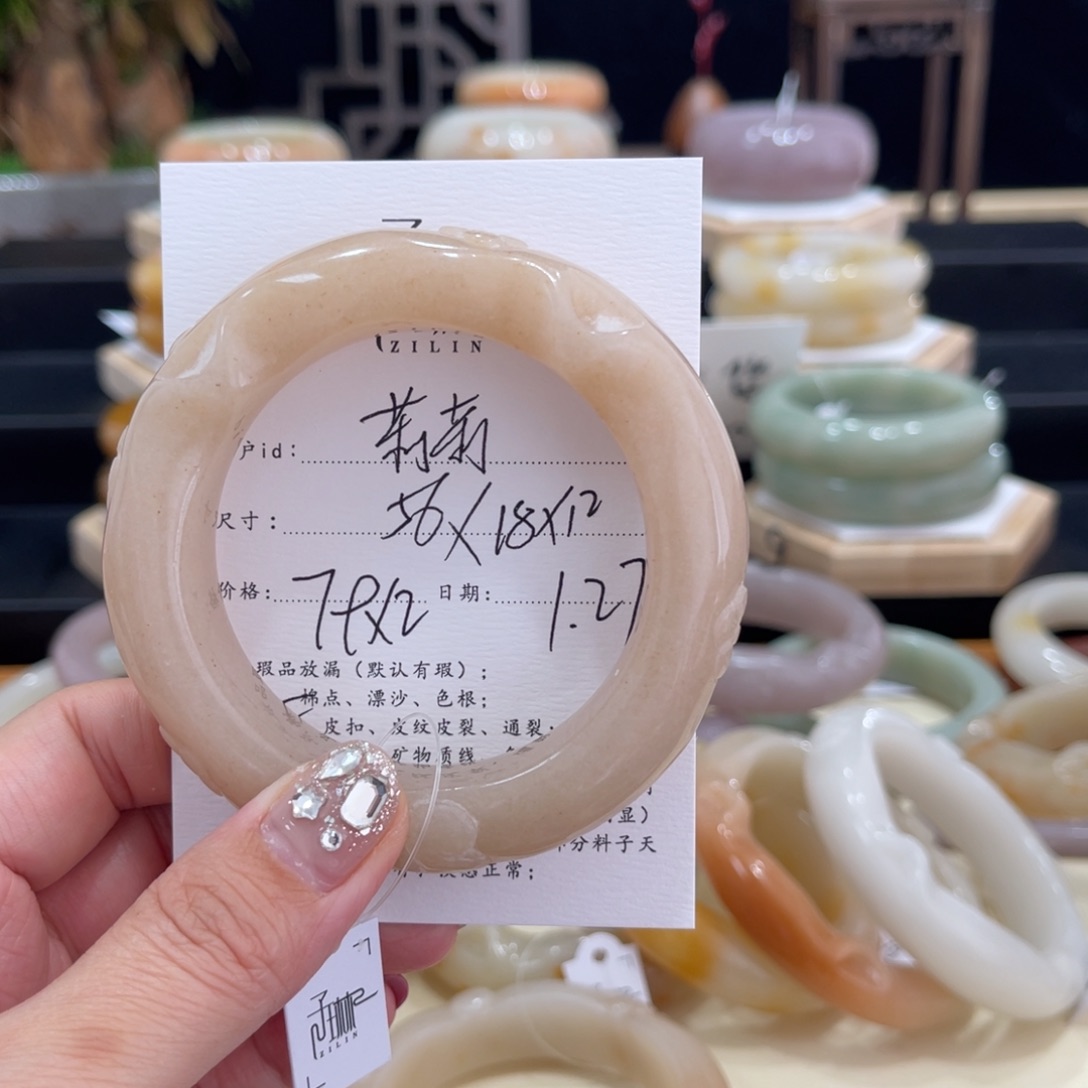 ZILIN
户id: 莉莉
尺寸: 56X18X12
价格: 79X2 日期: 1.27
瑕品放漏（默认有瑕）;
棉点、漂沙、色根;
皮扣、皮纹皮裂、通裂;
矿物质线
显）
分料子天
正常;
ZILIN